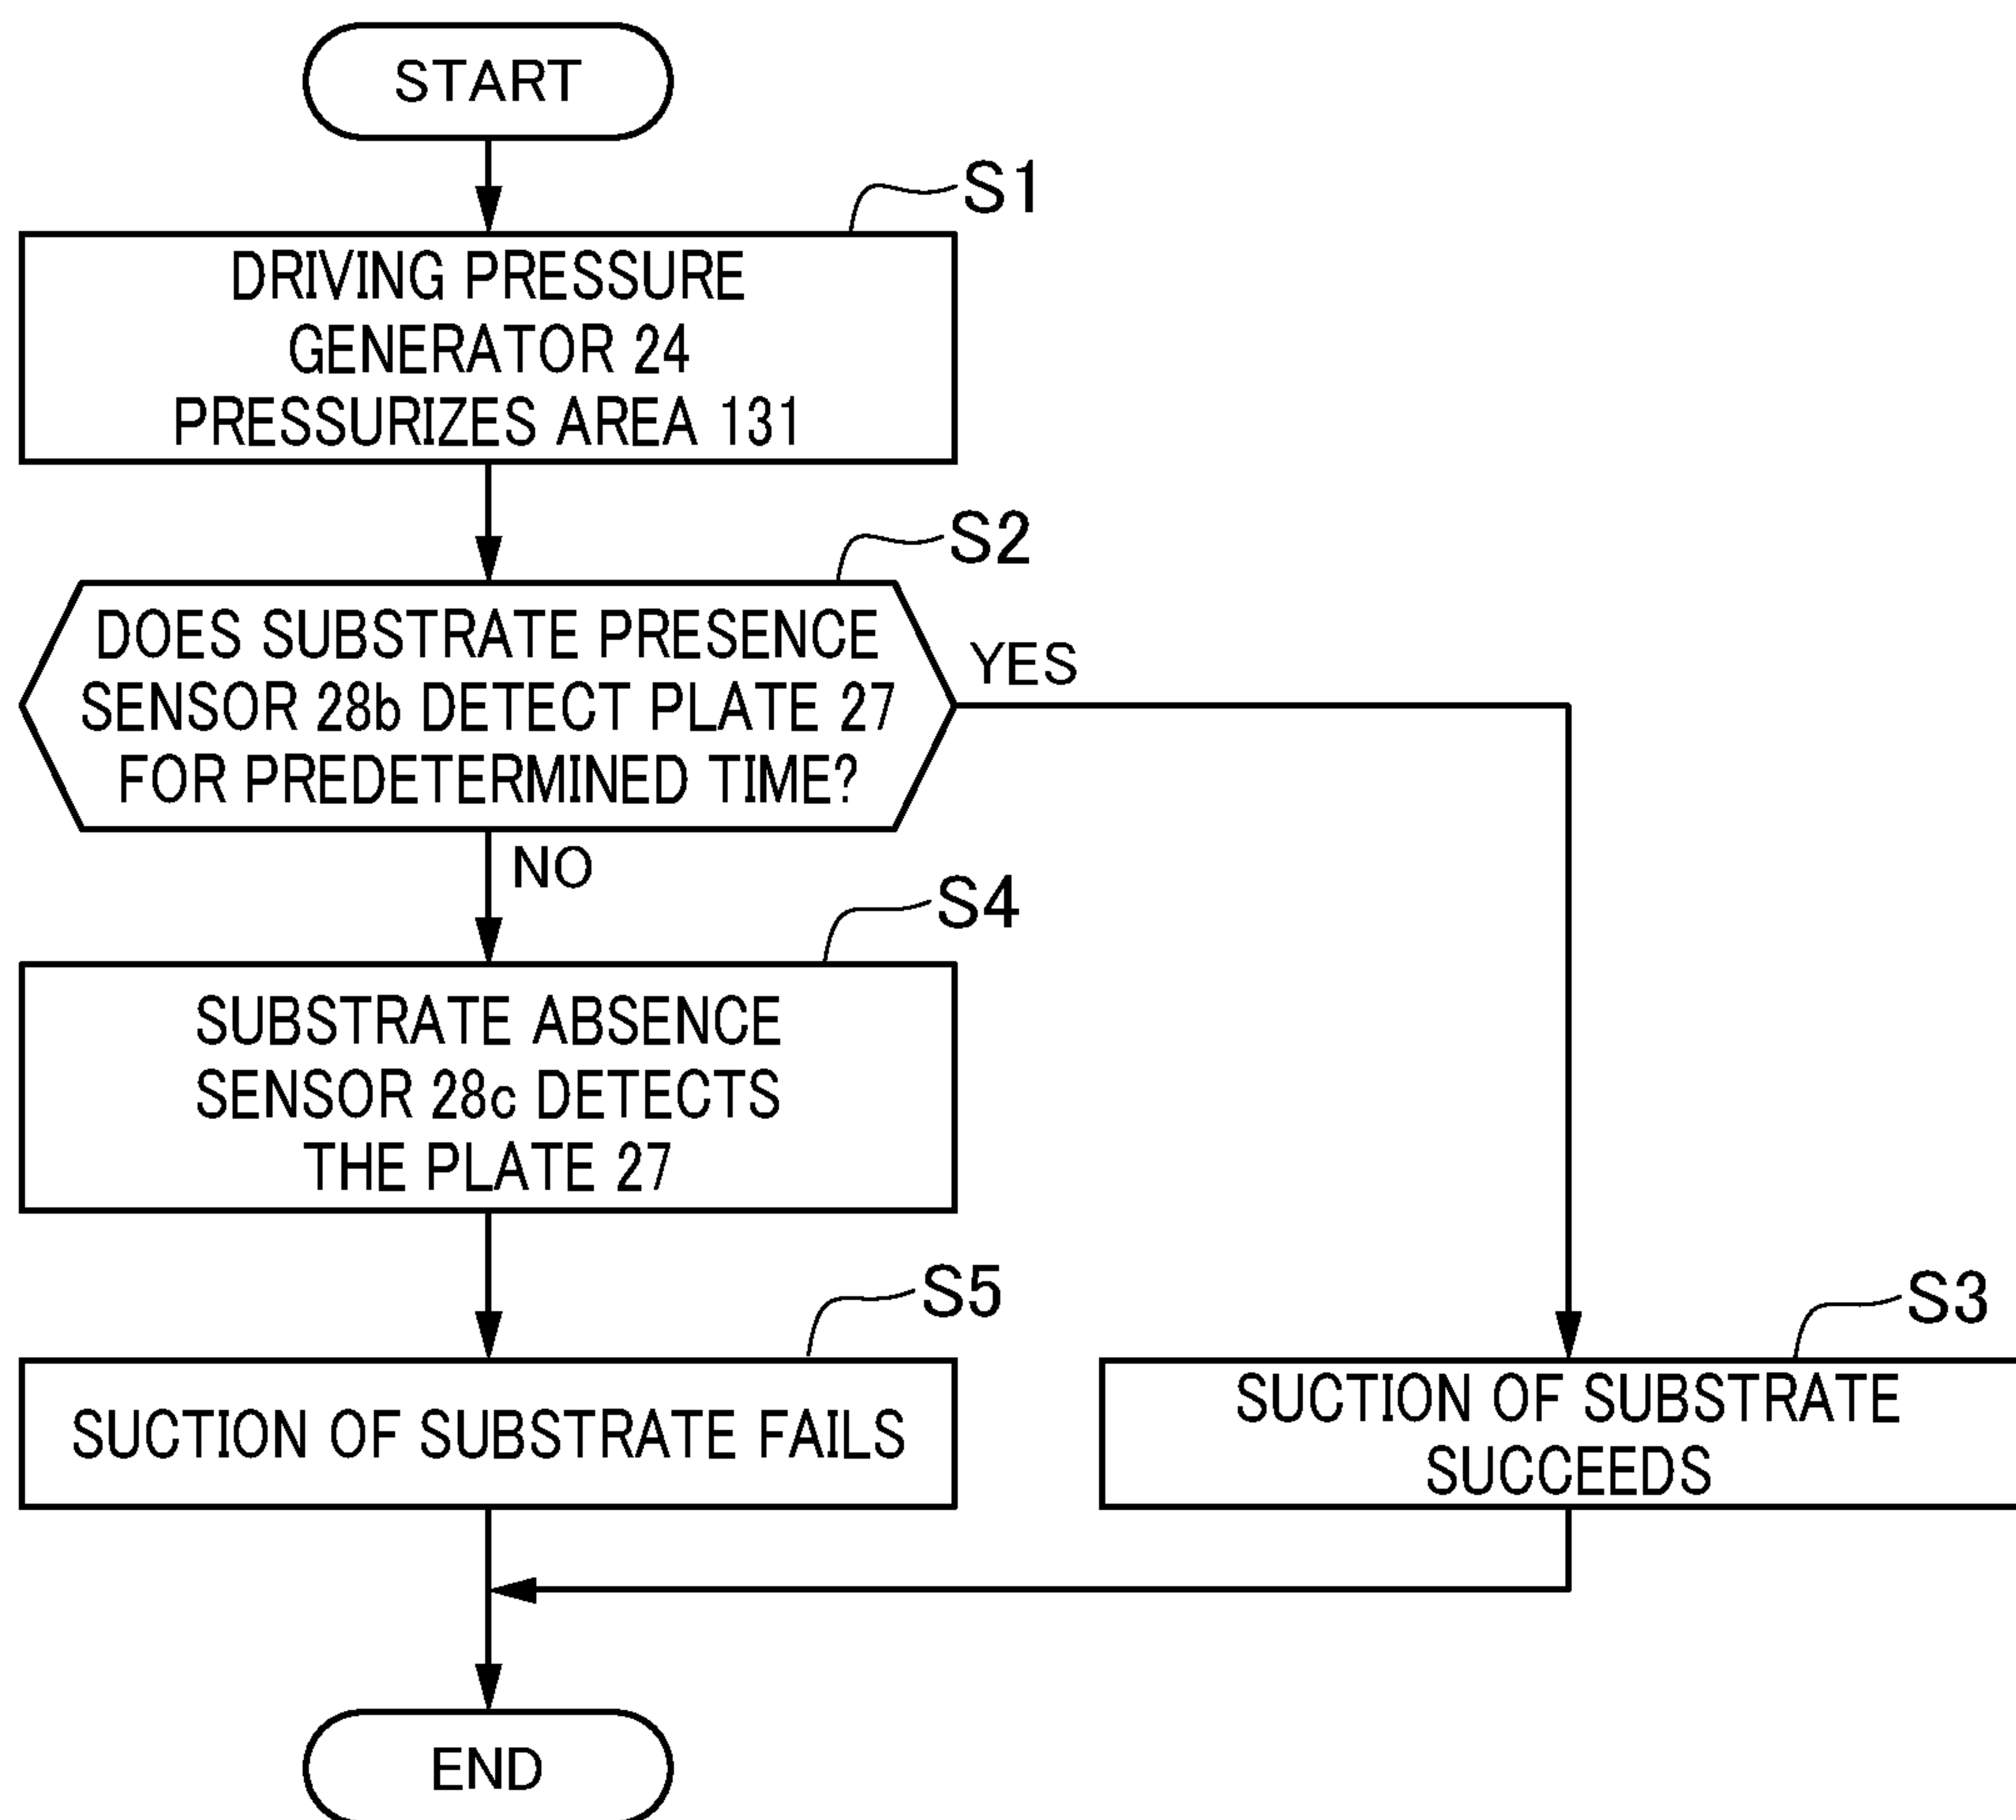 START
S1
DRIVING PRESSURE
GENERATOR 24
PRESSURIZES AREA 131
S2
DOES SUBSTRATE PRESENCE
SENSOR 28b DETECT PLATE 27
FOR PREDETERMINED TIME?
YES
NO
S4
SUBSTRATE ABSENCE
SENSOR 28c DETECTS
THE PLATE 27
S5
SUCTION OF SUBSTRATE FAILS
S3
SUCTION OF SUBSTRATE
SUCCEEDS
END